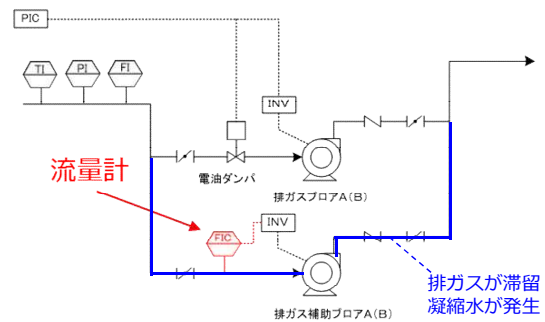 PIC
TI
PI
FI
INV
電油ダンパ
排ガスブロアA(B)
流量計
FIC
INV
排ガスが滞留
凝縮水が発生
排ガス補助ブロアA(B)